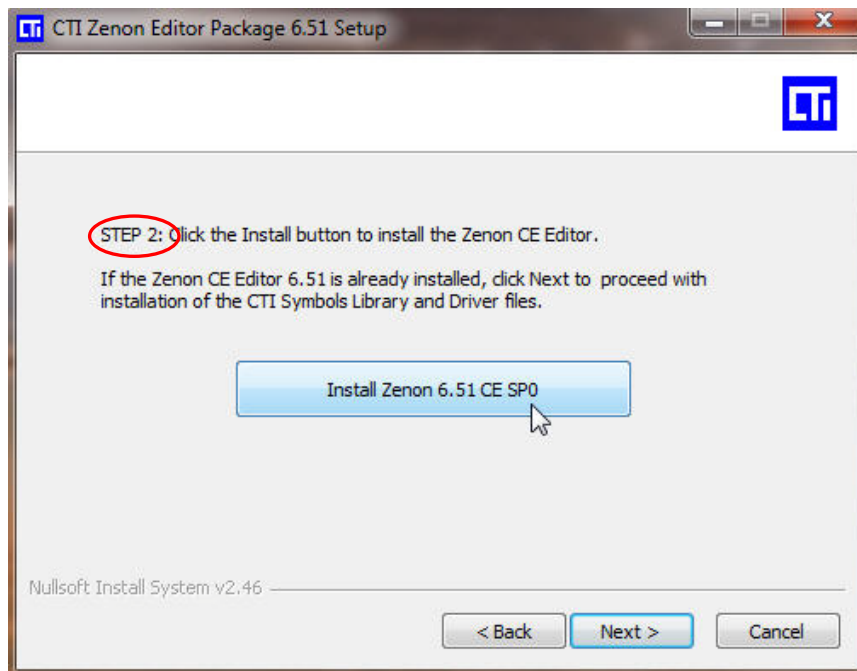 CTI CTI Zenon Editor Package 6.51 Setup
CTI
STEP 2: Click the Install button to install the Zenon CE Editor.
If the Zenon CE Editor 6.51 is already installed, click Next to  proceed with
installation of the CTI Symbols Library and Driver files.
Install Zenon 6.51 CE SP0
Nullsoft Install System v2.46
< Back Next > Cancel